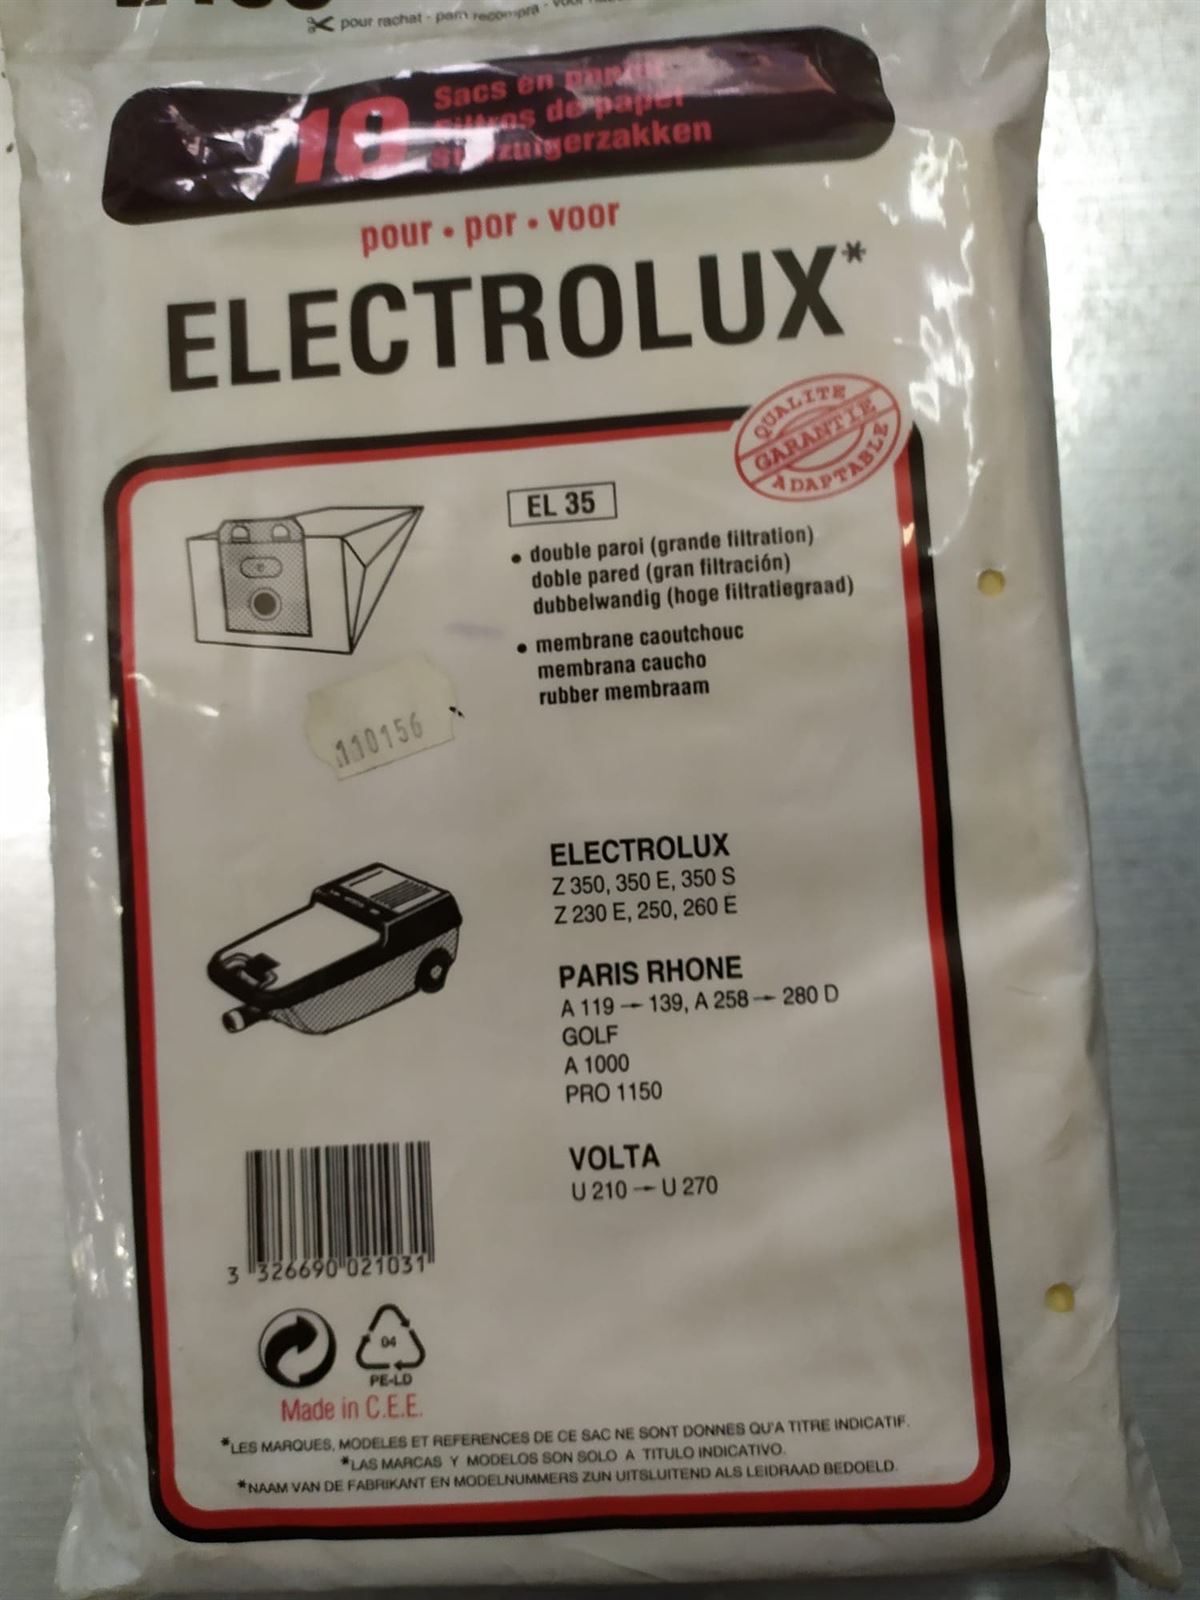 pour rachat - para recompra - voor
10
Sacs en papier
Filtros de papel
Stofzuigerzakken
pour • por • voor
ELECTROLUX*
QUALITE
GARANTIE
ADAPTABLZ
EL 35
• double paroi (grande filtration)
doble pared (gran filtración)
dubbelwandig (hoge filtratiegraad)
• membrane caoutchouc
membrana caucho
rubber membraam
110156
ELECTROLUX
Z 350, 350 E, 350 S
Z 230 E, 250, 260 E
PARIS RHONE
A 119 → 139, A 258 → 280 D
GOLF
A 1000
PRO 1150
VOLTA
U 210 → U 270
3 326690 021031
04
PE-LD
Made in C.E.E.
*LES MARQUES, MODELES ET REFERENCES DE CE SAC NE SONT DONNES QU'A TITRE INDICATIF.
*LAS MARCAS Y MODELOS SON SOLO A TITULO INDICATIVO.
*NAAM VAN DE FABRIKANT EN MODELNUMMERS ZUN UITSLUITEND ALS LEIDRAAD BEDOELD.